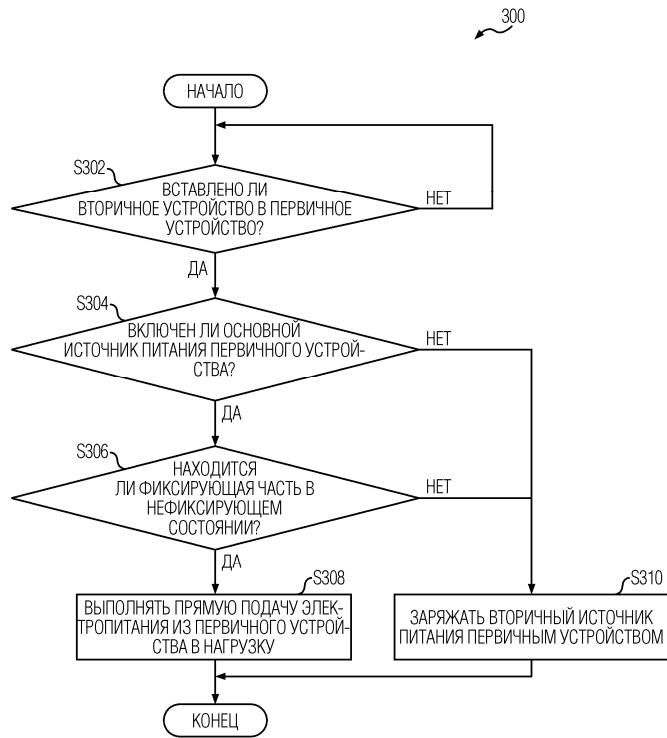 300
НАЧАЛО
S302
ВСТАВЛЕНО ЛИ
ВТОРИЧНОЕ УСТРОЙСТВО В ПЕРВИЧНОЕ
УСТРОЙСТВО?
НЕТ
ДА
S304
ВКЛЮЧЕН ЛИ ОСНОВНОЙ
ИСТОЧНИК ПИТАНИЯ ПЕРВИЧНОГО УСТРОЙ-
СТВА?
НЕТ
ДА
S306
НАХОДИТСЯ
ЛИ ФИКСИРУЮЩАЯ ЧАСТЬ В
НЕФИКСИРУЮЩЕМ
СОСТОЯНИИ?
НЕТ
ДА
S308
ВЫПОЛНЯТЬ ПРЯМУЮ ПОДАЧУ ЭЛЕК-
ТРОПИТАНИЯ ИЗ ПЕРВИЧНОГО УСТРОЙ-
СТВА В НАГРУЗКУ
S310
ЗАРЯЖАТЬ ВТОРИЧНЫЙ ИСТОЧНИК
ПИТАНИЯ ПЕРВИЧНЫМ УСТРОЙСТВОМ
КОНЕЦ